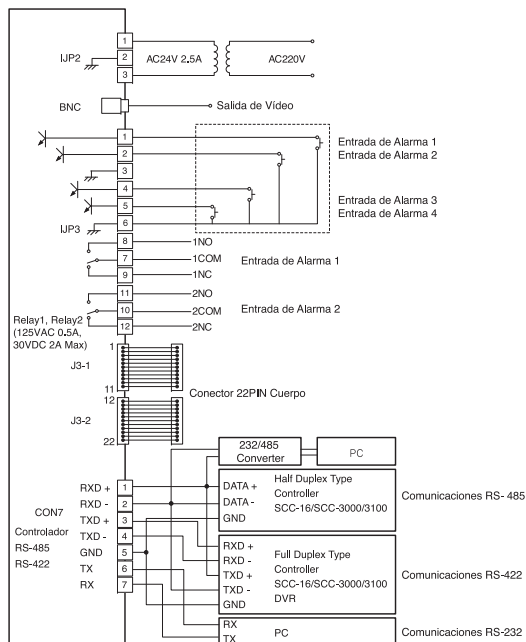 1
IJP2
2
AC24V 2.5A
AC220V
3
BNC
Salida de Vídeo
1
Entrada de Alarma 1
2
Entrada de Alarma 2
3
4
Entrada de Alarma 3
5
Entrada de Alarma 4
IJP3
6
8
1NO
7
1COM
Entrada de Alarma 1
9
1NC
11
2NO
10
2COM
Entrada de Alarma 2
12
2NC
Relay1, Relay2
(125VAC 0.5A,
30VDC 2A Max)
1
J3-1
11
Conector 22PIN Cuerpo
12
J3-2
22
232/485
Converter
PC
CON7
Controlador
RS-485
RS-422
RXD + 1
RXD - 2
TXD + 3
TXD - 4
GND 5
TX 6
RX 7
DATA +
DATA -
GND
Half Duplex Type
Controller
SCC-16/SCC-3000/3100
Comunicaciones RS- 485
RXD +
RXD -
TXD +
TXD -
GND
Full Duplex Type
Controller
SCC-16/SCC-3000/3100
DVR
Comunicaciones RS-422
RX
TX
PC
Comunicaciones RS-232